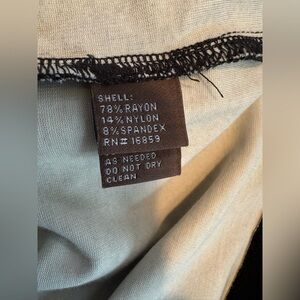 SHELL:
78% RAYON
14% NYLON
8% SPANDEX
RN# 16859
AS NEEDED
DO NOT DRY
CLEAN